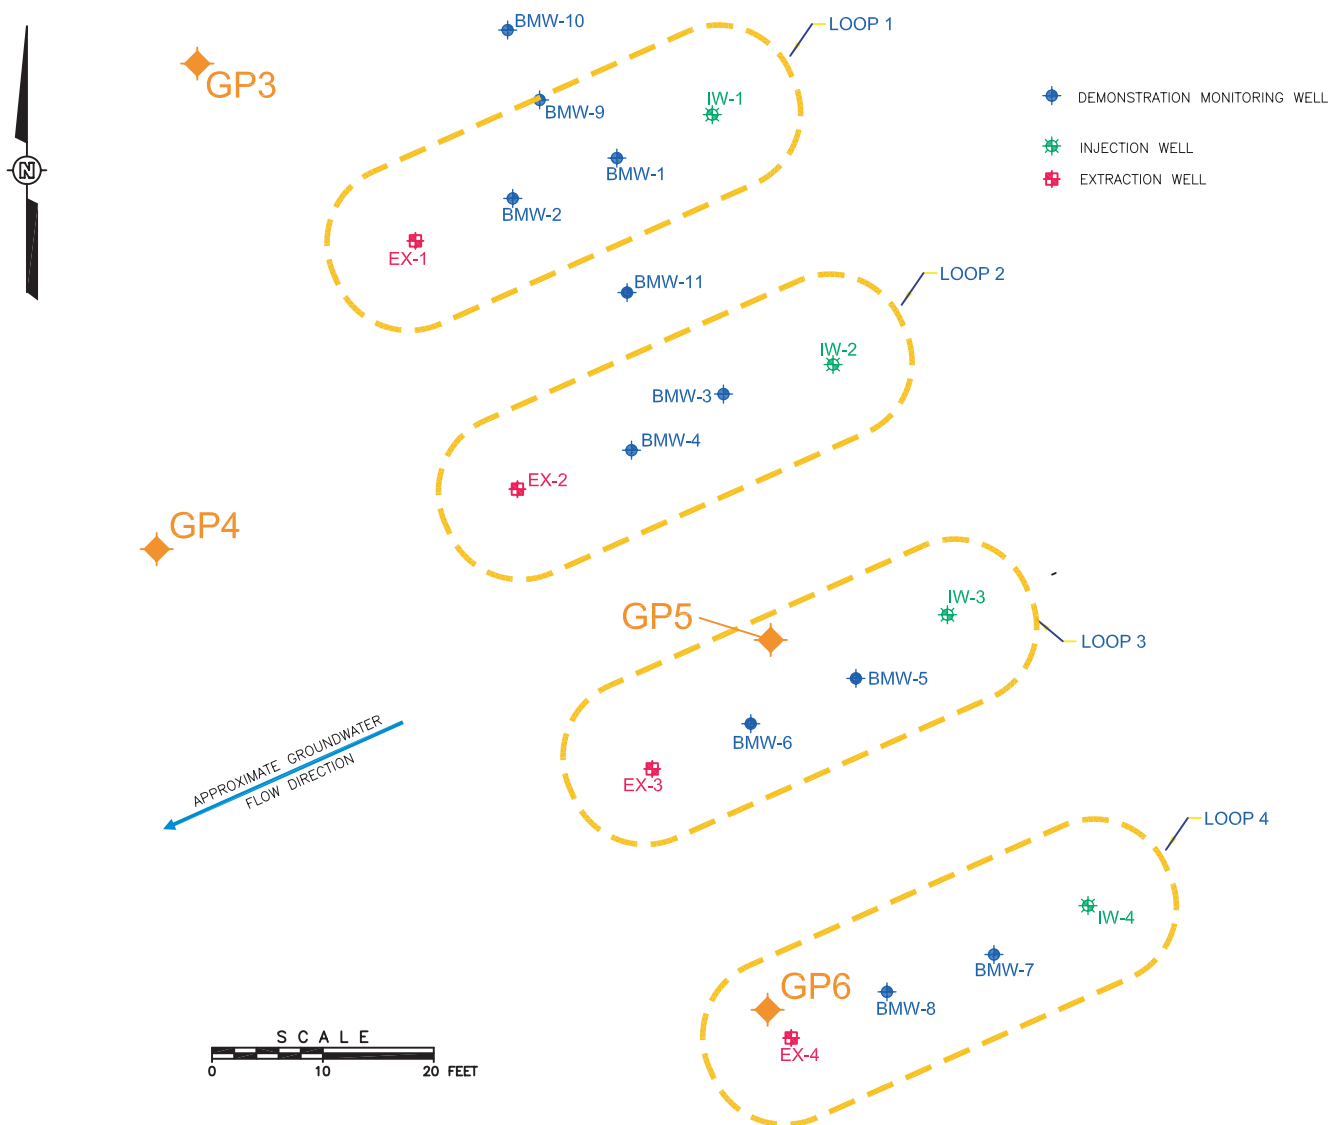 BMW-10
LOOP 1
GP3
IW-1
BMW-9
DEMONSTRATION MONITORING WELL
N
INJECTION WELL
BMW-1
EXTRACTION WELL
BMW-2
EX-1
BMW-11
LOOP 2
IW-2
BMW-3
BMW-4
EX-2
GP4
IW-3
GP5
LOOP 3
BMW-5
BMW-6
EX-3
APPROXIMATE GROUNDWATER
FLOW DIRECTION
LOOP 4
IW-4
BMW-7
GP6
BMW-8
EX-4
SCALE
0 10 20 FEET